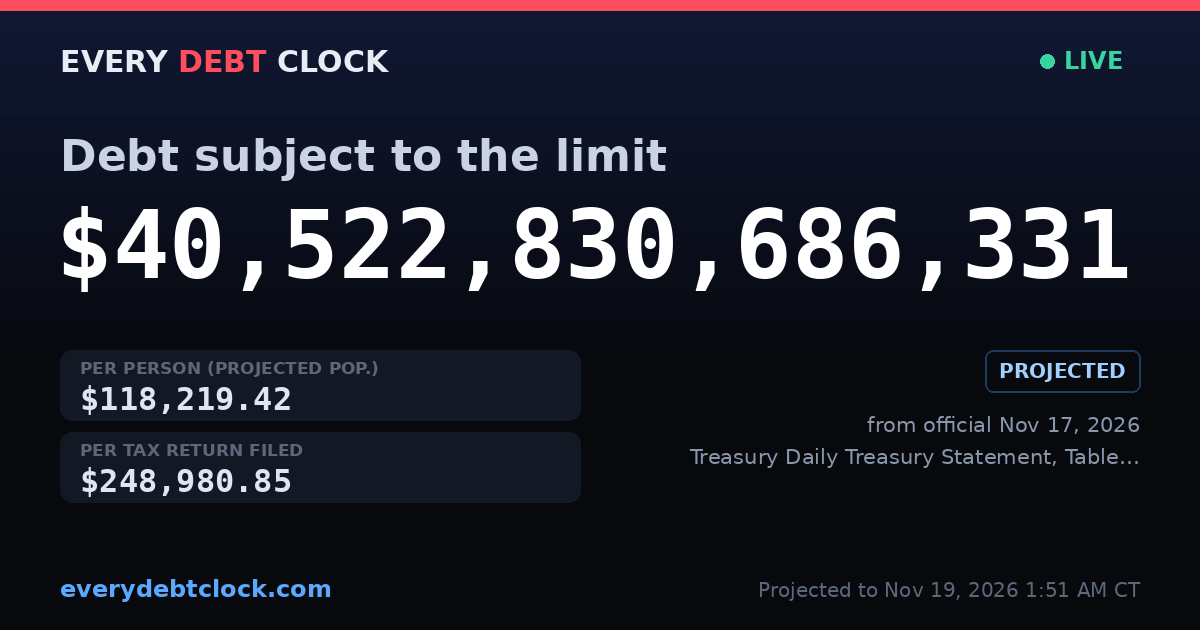 EVERY DEBT CLOCK
LIVE
Debt subject to the limit
$40,522,830,686,331
PER PERSON (PROJECTED POP.)
$118,219.42
PER TAX RETURN FILED
$248,980.85
PROJECTED
from official Nov 17, 2026
Treasury Daily Treasury Statement, Table…
everydebtclock.com
Projected to Nov 19, 2026 1:51 AM CT